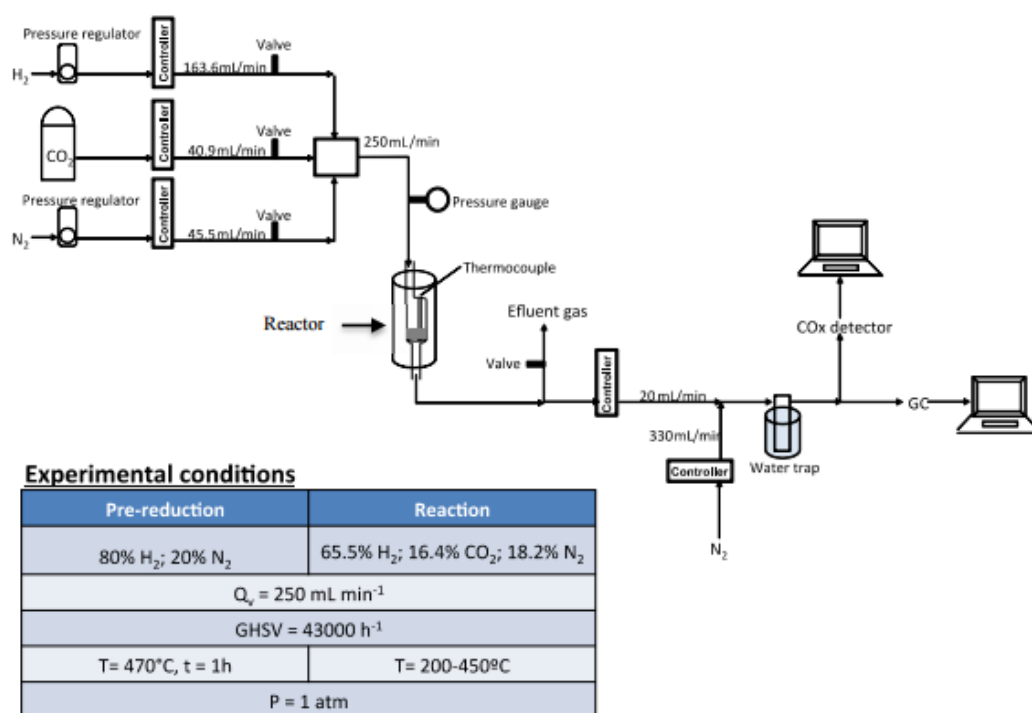 Pressure regulator
H₂
Controller
163.6mL/min
Valve
CO₂
Controller
40.9mL/min
Valve
250mL/min
Pressure regulator
N₂
Controller
45.5mL/min
Valve
Pressure gauge
Thermocouple
Reactor
Efluent gas
Valve
Controller
20mL/min
330mL/min
Controller
N₂
Water trap
COx detector
GC
Experimental conditions
Pre-reduction Reaction
80% H₂; 20% N₂ 65.5% H₂; 16.4% CO₂; 18.2% N₂
Qᵥ = 250 mL min⁻¹
GHSV = 43000 h⁻¹
T= 470°C, t = 1h T= 200-450ºC
P = 1 atm